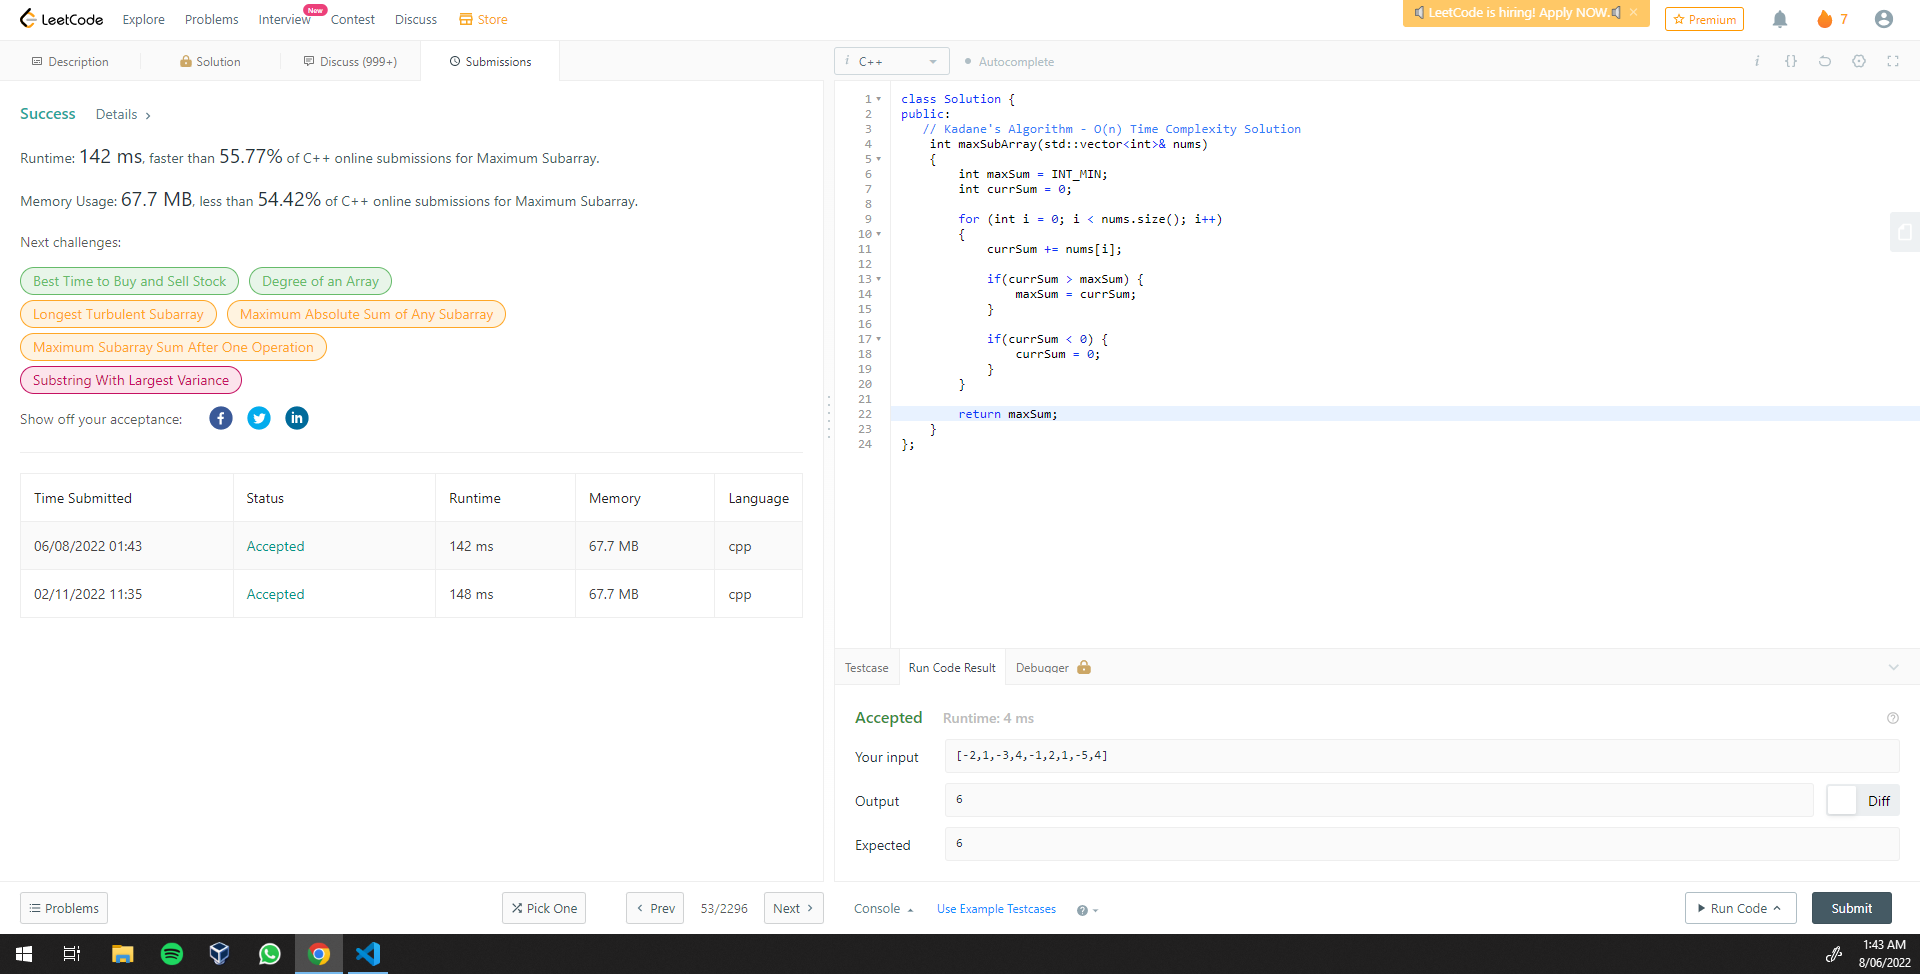 LeetCode Explore Problems Interview New Contest Discuss Store LeetCode is hiring! Apply NOW. × Premium 7
Description Solution Discuss (999+) Submissions
i C++ Autocomplete i {}
Success Details >
Runtime: 142 ms, faster than 55.77% of C++ online submissions for Maximum Subarray.
Memory Usage: 67.7 MB, less than 54.42% of C++ online submissions for Maximum Subarray.
Next challenges:
Best Time to Buy and Sell Stock Degree of an Array
Longest Turbulent Subarray Maximum Absolute Sum of Any Subarray
Maximum Subarray Sum After One Operation
Substring With Largest Variance
Show off your acceptance: f in
Time Submitted Status Runtime Memory Language
06/08/2022 01:43 Accepted 142 ms 67.7 MB cpp
02/11/2022 11:35 Accepted 148 ms 67.7 MB cpp
Problems Pick One < Prev 53/2296 Next >
1 class Solution {
2 public:
3 // Kadane's Algorithm - O(n) Time Complexity Solution
4 int maxSubArray(std::vector<int>& nums)
5 {
6 int maxSum = INT_MIN;
7 int currSum = 0;
8
9 for (int i = 0; i < nums.size(); i++)
10 {
11 currSum += nums[i];
12
13 if(currSum > maxSum) {
14 maxSum = currSum;
15 }
16
17 if(currSum < 0) {
18 currSum = 0;
19 }
20 }
21
22 return maxSum;
23 }
24 };
Testcase Run Code Result Debugger
Accepted Runtime: 4 ms ?
Your input [-2,1,-3,4,-1,2,1,-5,4]
Output 6 Diff
Expected 6
Console Use Example Testcases ? Run Code Submit
1:43 AM
8/06/2022